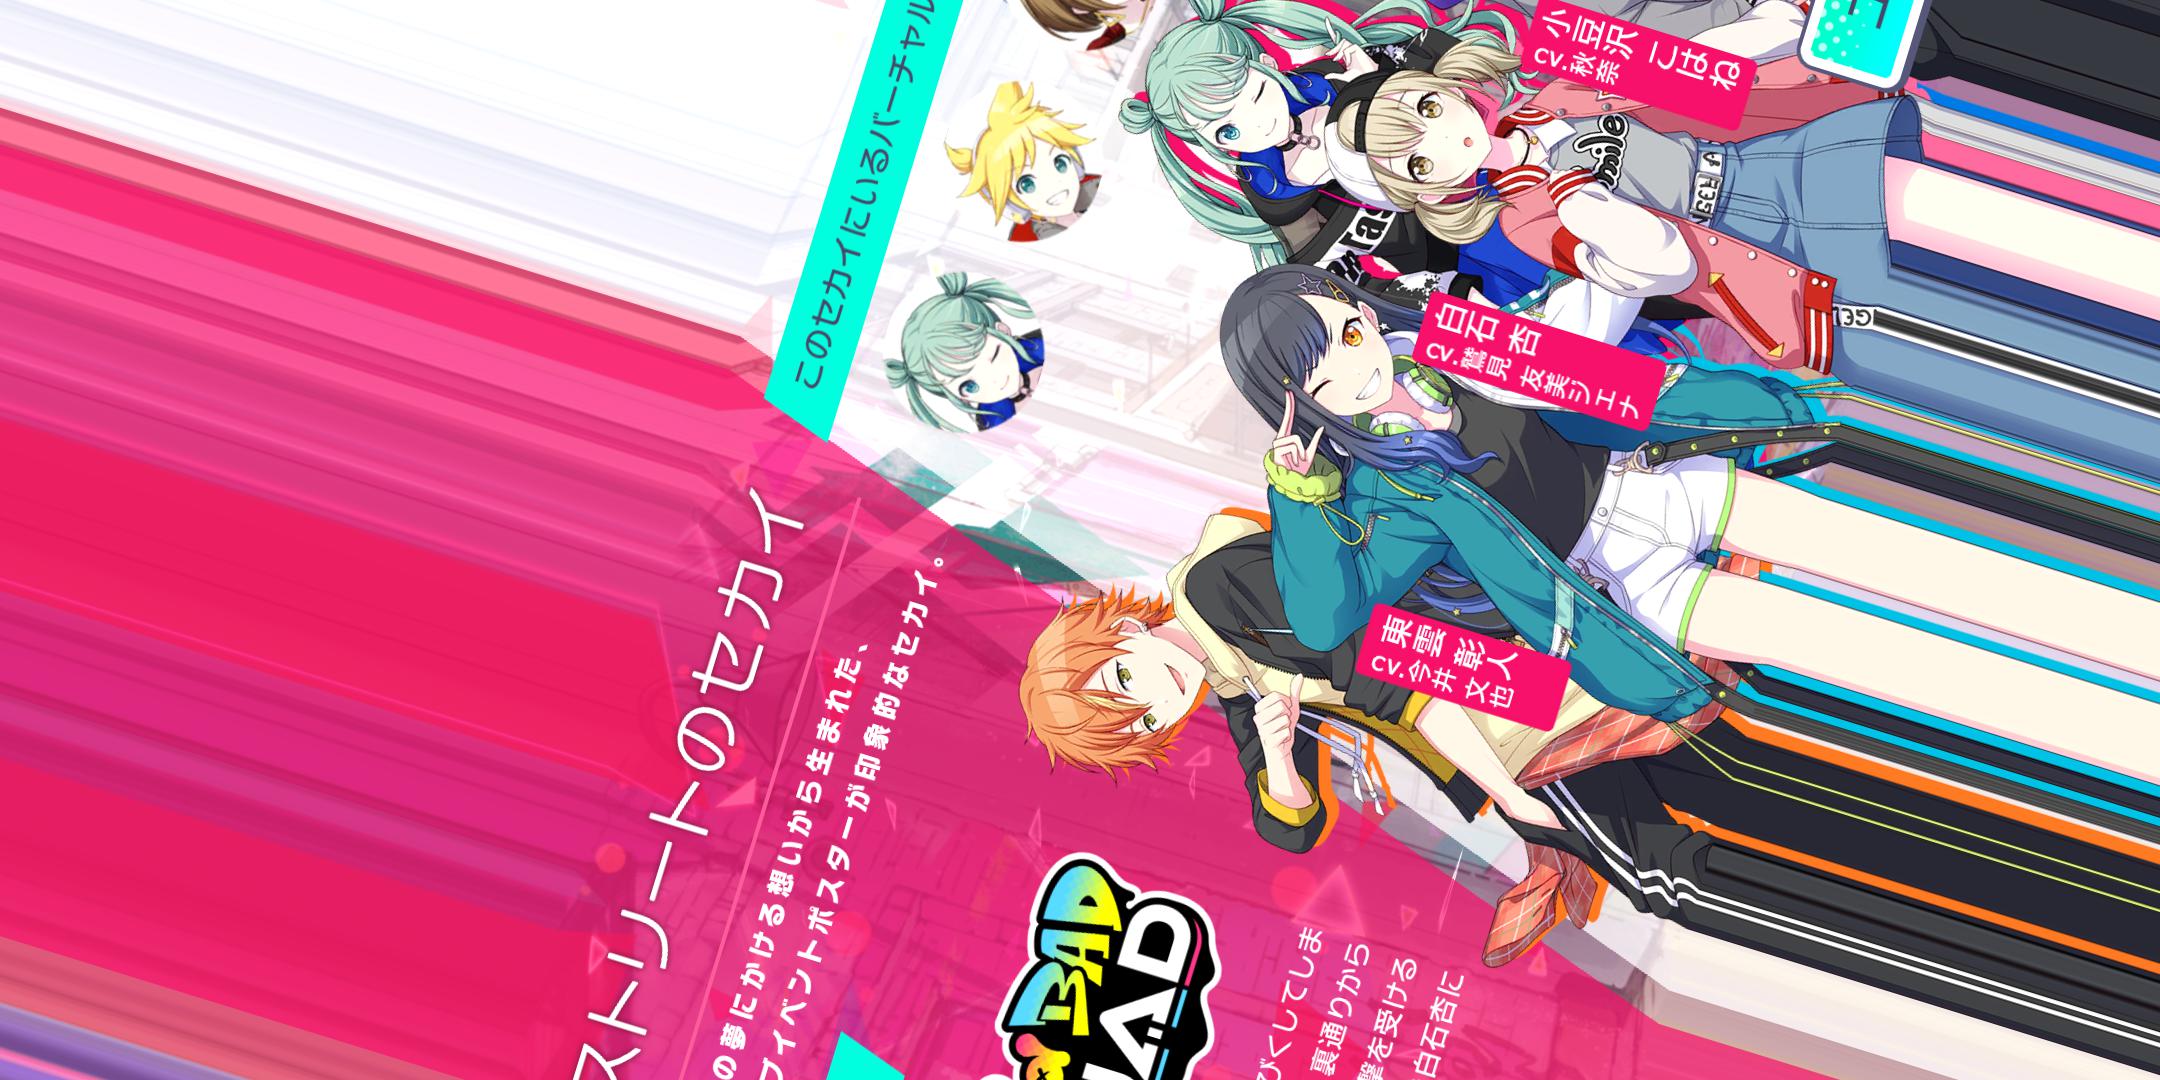 ストリートのセカイ
の夢にかける想いから生まれた、
ブイベントポスターが印象的なセカイ。
このセカイにいるバーチャル
小豆沢 こはね
cv.秋奈
白石 杏
cv.鷲見 友美ジェナ
東雲 彰人
cv.今井 文也
BAD
びくしてしま
裏通りから
撃を受ける
白石杏に